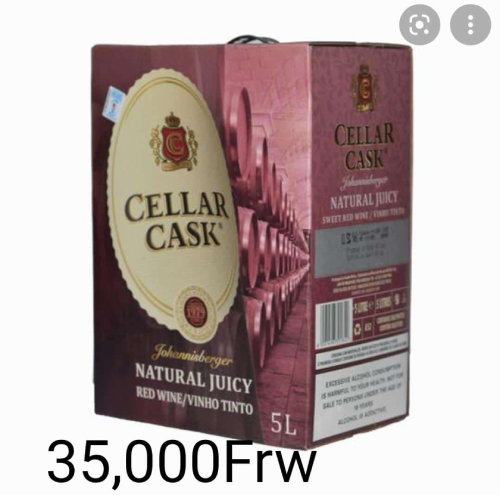 CELLAR
CASK®
Johannisberger
NATURAL JUICY
RED WINE/VINHO TINTO
5L
CELLAR
CASK®
Johannisberger
NATURAL JUICY
SWEET RED WINE/VINHO TINTO
EXCESSIVE ALCOHOL CONSUMPTION
IS HARMFUL TO YOUR HEALTH. NOT FOR
SALE TO PERSONS UNDER THE AGE OF
18 YEARS
ALCOHOL IS ADDICTIVE
35,000Frw